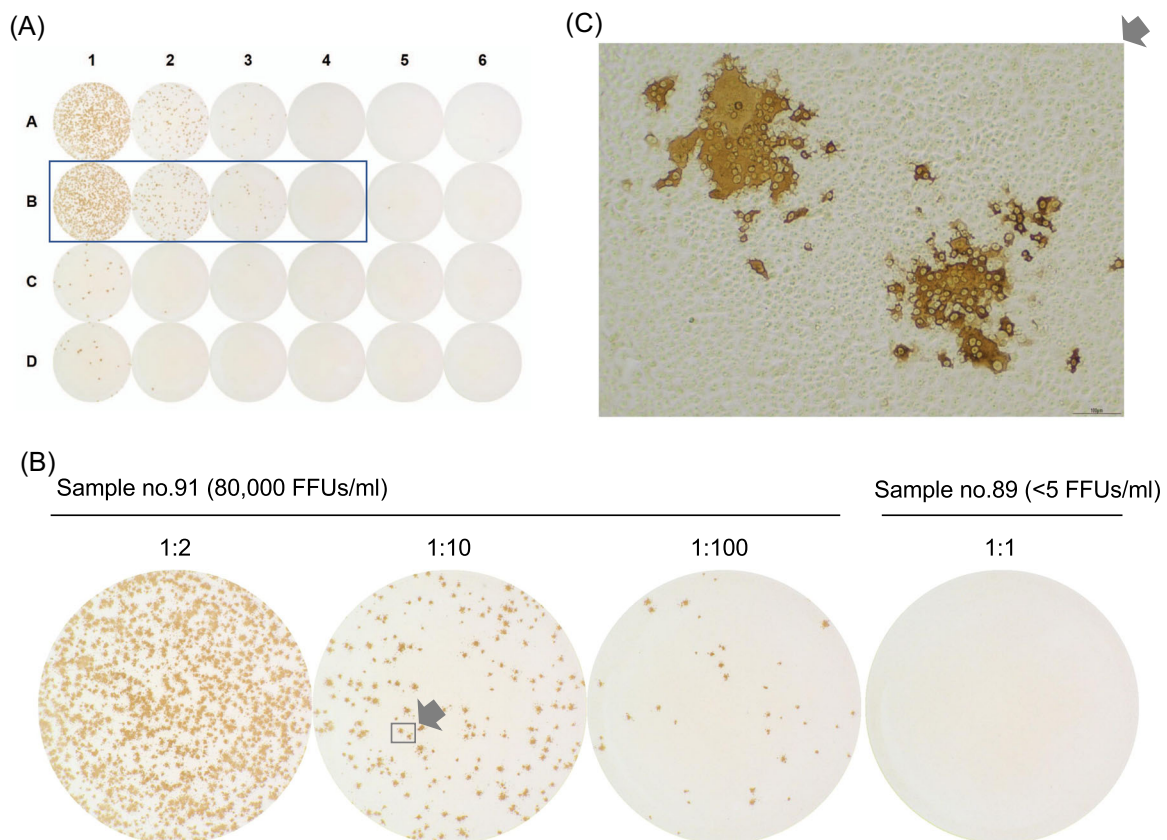 (A)
1 2 3 4 5 6
A
B
C
D
(C)
100μm
(B)
Sample no.91 (80,000 FFUs/ml)
Sample no.89 (<5 FFUs/ml)
1:2 1:10 1:100 1:1